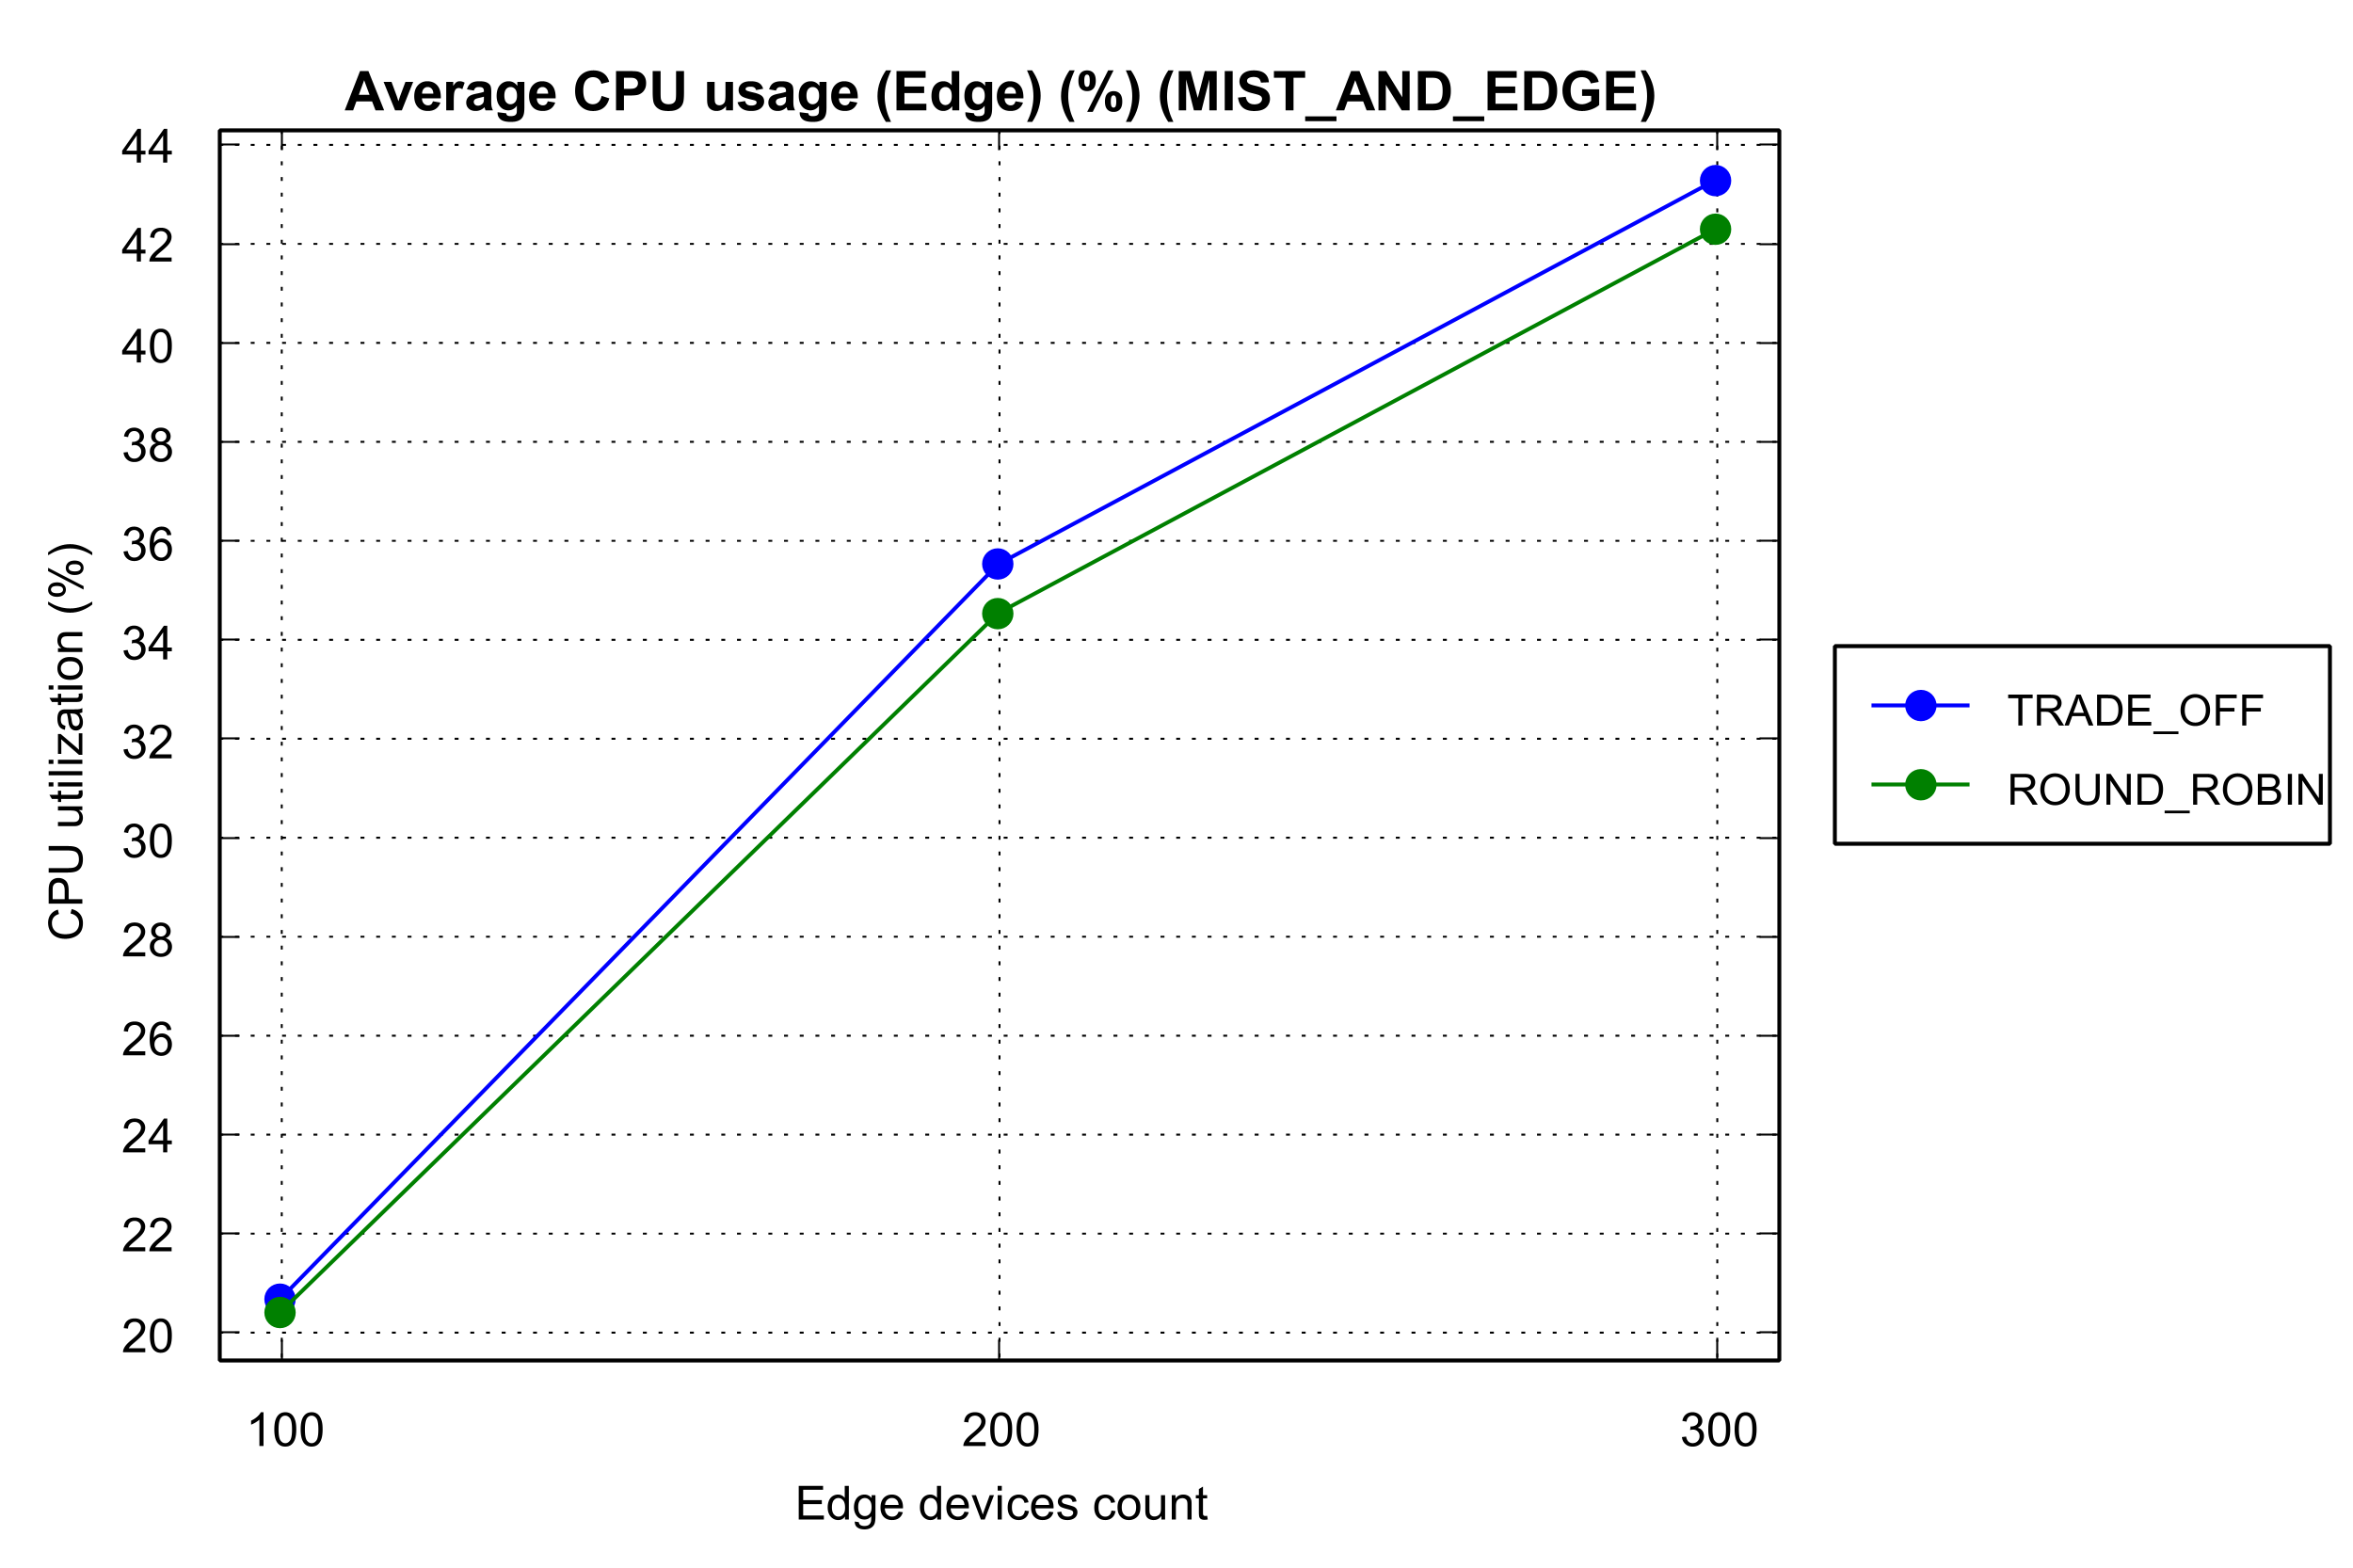 Average CPU usage (Edge) (%) (MIST_AND_EDGE)
44
42
40
38
36
34
32
30
28
26
24
22
20
CPU utilization (%)
100 200 300
Edge devices count
TRADE_OFF
ROUND_ROBIN